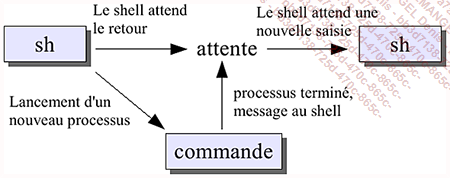 Le shell attend
le retour
Le shell attend une
nouvelle saisie
sh
attente
sh
Lancement d'un
nouveau processus
processus terminé,
message au shell
commande